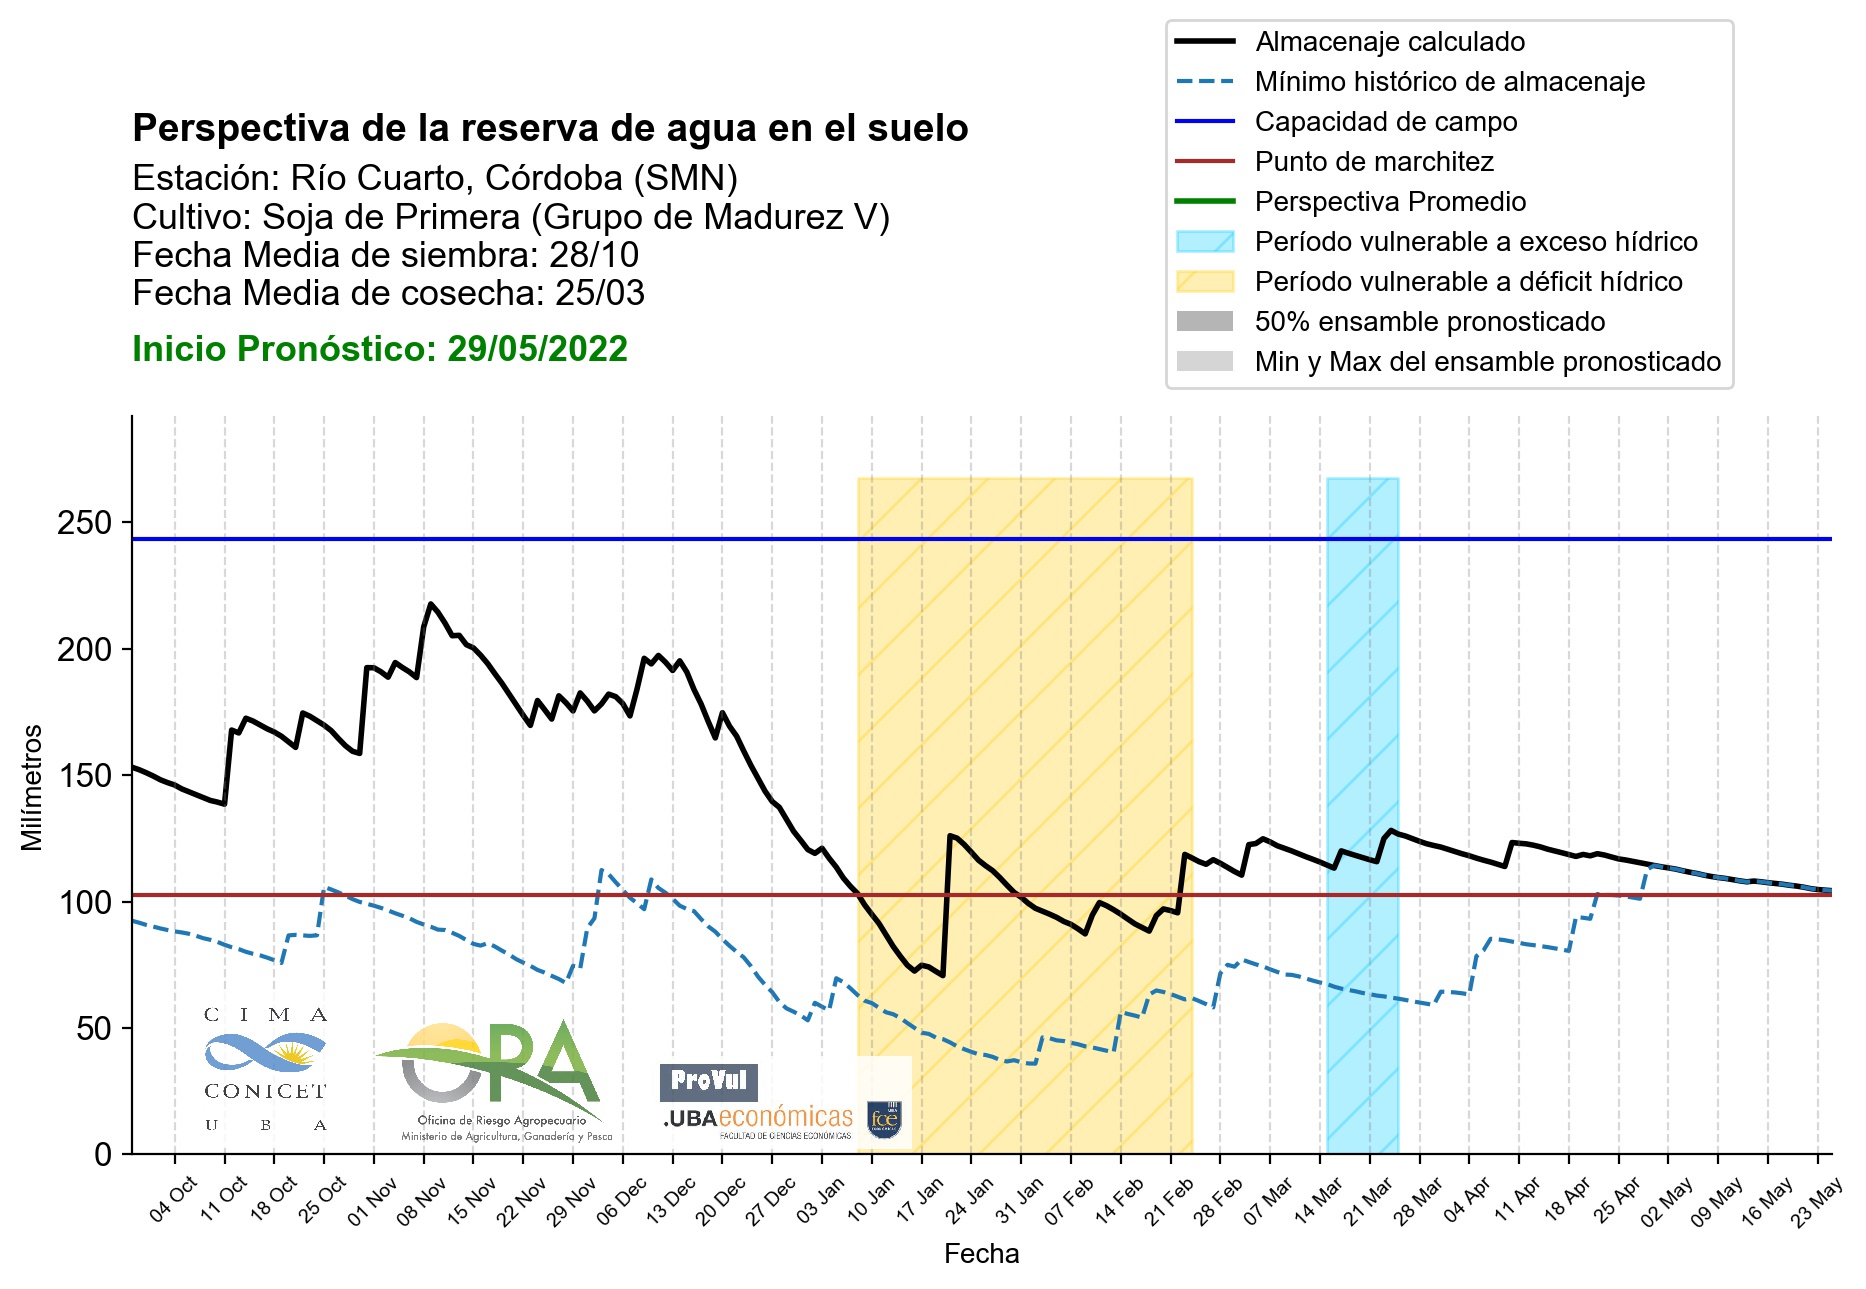 Almacenaje calculado
Mínimo histórico de almacenaje
Capacidad de campo
Punto de marchitez
Perspectiva Promedio
Período vulnerable a exceso hídrico
Período vulnerable a déficit hídrico
50% ensamble pronosticado
Min y Max del ensamble pronosticado
Perspectiva de la reserva de agua en el suelo
Estación: Río Cuarto, Córdoba (SMN)
Cultivo: Soja de Primera (Grupo de Madurez V)
Fecha Media de siembra: 28/10
Fecha Media de cosecha: 25/03
Inicio Pronóstico: 29/05/2022
Milímetros
250
200
150
100
50
0
CIMA
CONICET
UBA
ORA
Oficina de Riesgo Agropecuario
Ministerio de Agricultura, Ganadería y Pesca
ProVul
.UBAeconómicas
FACULTAD DE CIENCIAS ECONÓMICAS
UBA
fce
ECONÓMICAS
04 Oct
11 Oct
18 Oct
25 Oct
01 Nov
08 Nov
15 Nov
22 Nov
29 Nov
06 Dec
13 Dec
20 Dec
27 Dec
03 Jan
10 Jan
17 Jan
24 Jan
31 Jan
07 Feb
14 Feb
21 Feb
28 Feb
07 Mar
14 Mar
21 Mar
28 Mar
04 Apr
11 Apr
18 Apr
25 Apr
02 May
09 May
16 May
23 May
Fecha